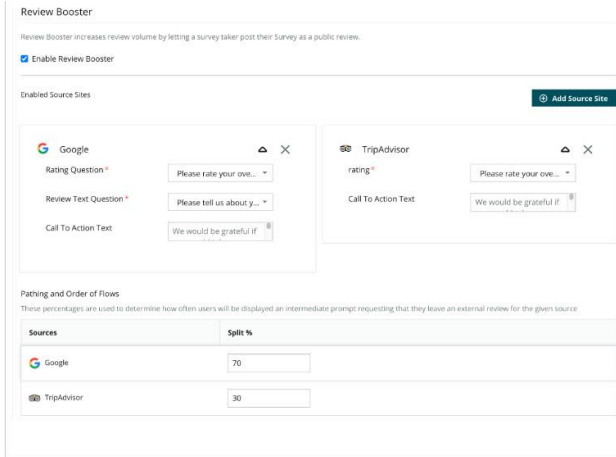 Review Booster
Review Booster increases review volume by letting a survey taker post their Survey as a public review.
Enable Review Booster
Enabled Source Sites
Add Source Site
Google
Rating Question *
Please rate your ove...
Review Text Question *
Please tell us about y...
Call To Action Text
We would be grateful if
TripAdvisor
rating *
Please rate your ove...
Call To Action Text
We would be grateful if
Pathing and Order of Flows
These percentages are used to determine how often users will be displayed an intermediate prompt requesting that they leave an external review for the given source
Sources Split %
Google 70
TripAdvisor 30